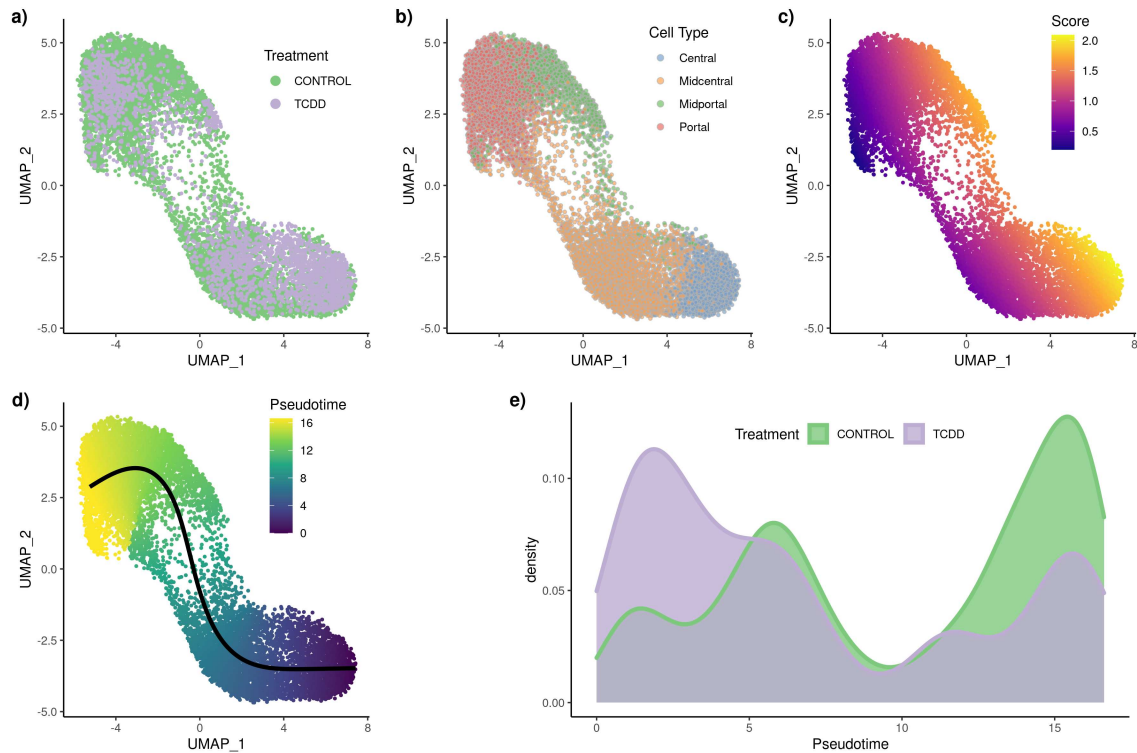 a)
Treatment
CONTROL
TCDD
5.0
2.5
0.0
-2.5
-5.0
UMAP_2
-4
0
4
8
UMAP_1
b)
Cell Type
Central
Midcentral
Midportal
Portal
5.0
2.5
0.0
-2.5
-5.0
UMAP_2
-4
0
4
8
UMAP_1
c)
Score
2.0
1.5
1.0
0.5
5.0
2.5
0.0
-2.5
-5.0
UMAP_2
-4
0
4
8
UMAP_1
d)
Pseudotime
16
12
8
4
0
5.0
2.5
0.0
-2.5
-5.0
UMAP_2
-4
0
4
8
UMAP_1
e)
Treatment CONTROL TCDD
0.10
0.05
0.00
density
0
5
10
15
Pseudotime